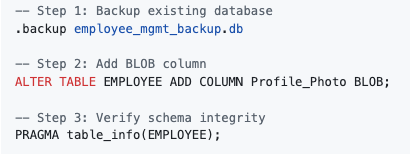 -- Step 1: Backup existing database
.backup employee_mgmt_backup.db
-- Step 2: Add BLOB column
ALTER TABLE EMPLOYEE ADD COLUMN Profile_Photo BLOB;
-- Step 3: Verify schema integrity
PRAGMA table_info(EMPLOYEE);